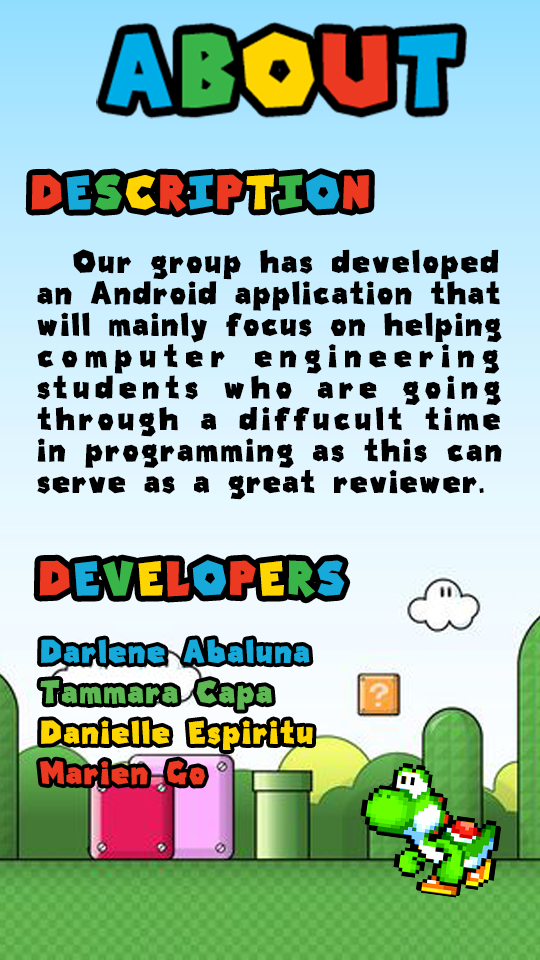 ABOUT
DESCRIPTION
Our group has developed
an Android application that
will mainly focus on helping
computer engineering
students who are going
through a diffucult time
in programming as this can
serve as a great reviewer.
DEVELOPERS
Darlene Abaluna
Tammara Capa
Danielle Espiritu
Marien Go
?